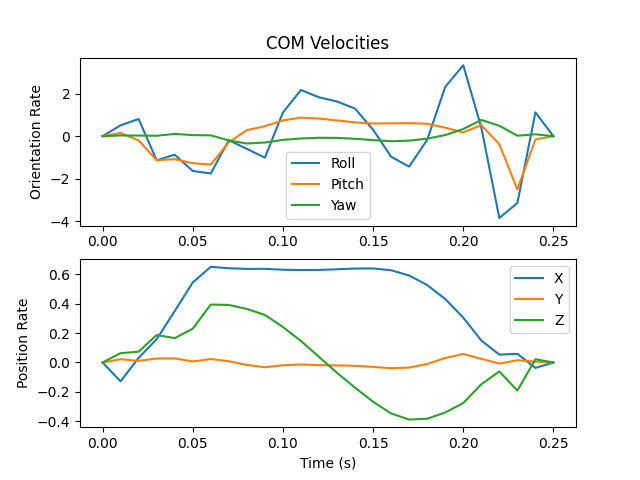 COM Velocities
Orientation Rate
2
0
−2
−4
Roll
Pitch
Yaw
0.00 0.05 0.10 0.15 0.20 0.25
Position Rate
0.6
0.4
0.2
0.0
−0.2
−0.4
X
Y
Z
0.00 0.05 0.10 0.15 0.20 0.25
Time (s)